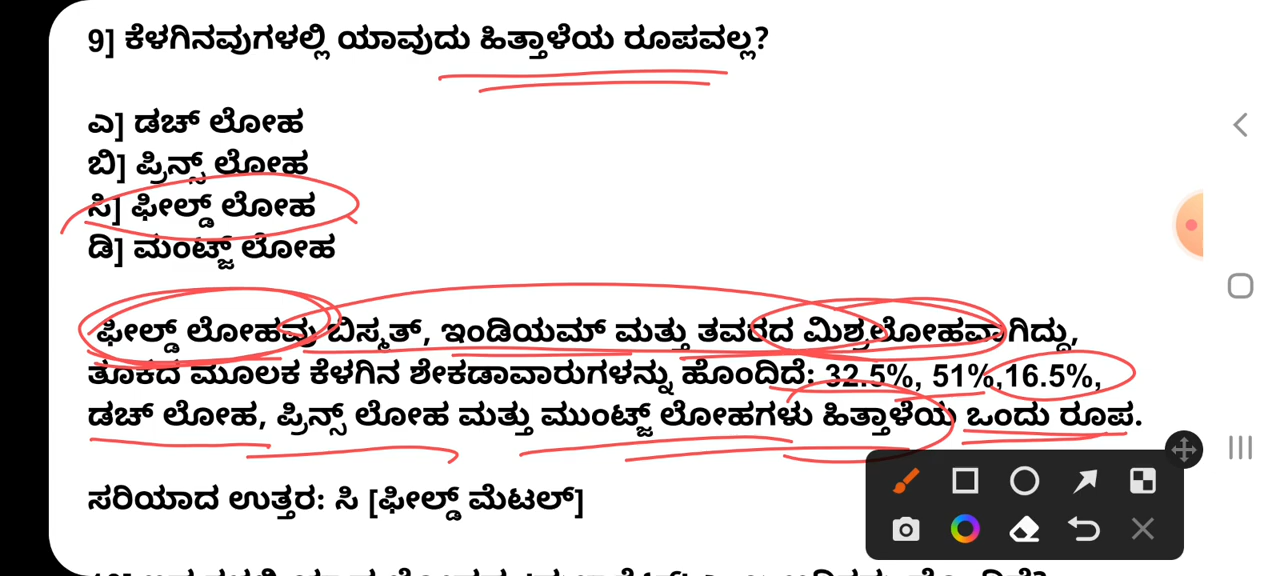 9] ಕೆಳಗಿನವುಗಳಲ್ಲಿ ಯಾವುದು ಹಿತ್ತಾಳೆಯ ರೂಪವಲ್ಲ?
ಎ] ಡಚ್ ಲೋಹ
ಬಿ] ಪ್ರಿನ್ಸ್ ಲೋಹ
ಸಿ] ಫೀಲ್ಡ್ ಲೋಹ
ಡಿ] ಮಂಟ್ಜ್ ಲೋಹ
ಫೀಲ್ಡ್ ಲೋಹವು ಬಿಸ್ಮತ್, ಇಂಡಿಯಮ್ ಮತ್ತು ತವರದ ಮಿಶ್ರಲೋಹವಾಗಿದ್ದು,
ತೂಕದ ಮೂಲಕ ಕೆಳಗಿನ ಶೇಕಡಾವಾರುಗಳನ್ನು ಹೊಂದಿದೆ: 32.5%, 51%,16.5%,
ಡಚ್ ಲೋಹ, ಪ್ರಿನ್ಸ್ ಲೋಹ ಮತ್ತು ಮುಂಟ್ಜ್ ಲೋಹಗಳು ಹಿತ್ತಾಳೆಯ ಒಂದು ರೂಪ.
ಸರಿಯಾದ ಉತ್ತರ: ಸಿ [ಫೀಲ್ಡ್ ಮೆಟಲ್]